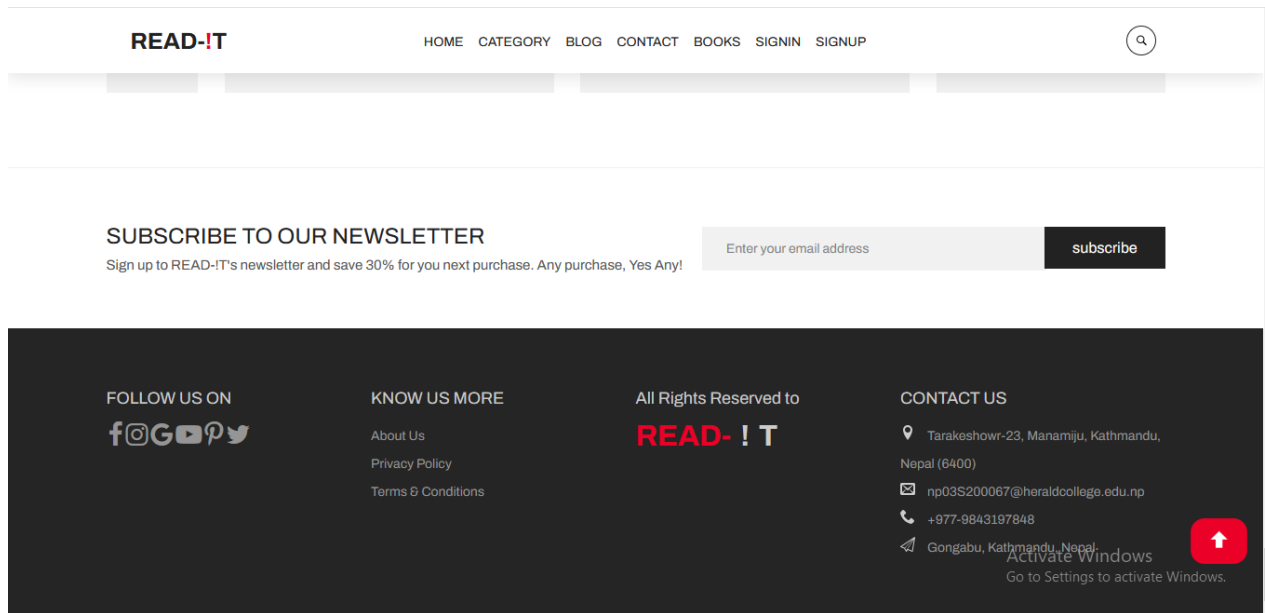 READ-!T
HOME CATEGORY BLOG CONTACT BOOKS SIGNIN SIGNUP
SUBSCRIBE TO OUR NEWSLETTER
Sign up to READ-!T's newsletter and save 30% for you next purchase. Any purchase, Yes Any!
Enter your email address
subscribe
FOLLOW US ON
KNOW US MORE
About Us
Privacy Policy
Terms & Conditions
All Rights Reserved to
READ- ! T
CONTACT US
Tarakeshowr-23, Manamiju, Kathmandu,
Nepal (6400)
np03S200067@heraldcollege.edu.np
+977-9843197848
Gongabu, Kathmandu, Nepal.
Activate Windows
Go to Settings to activate Windows.